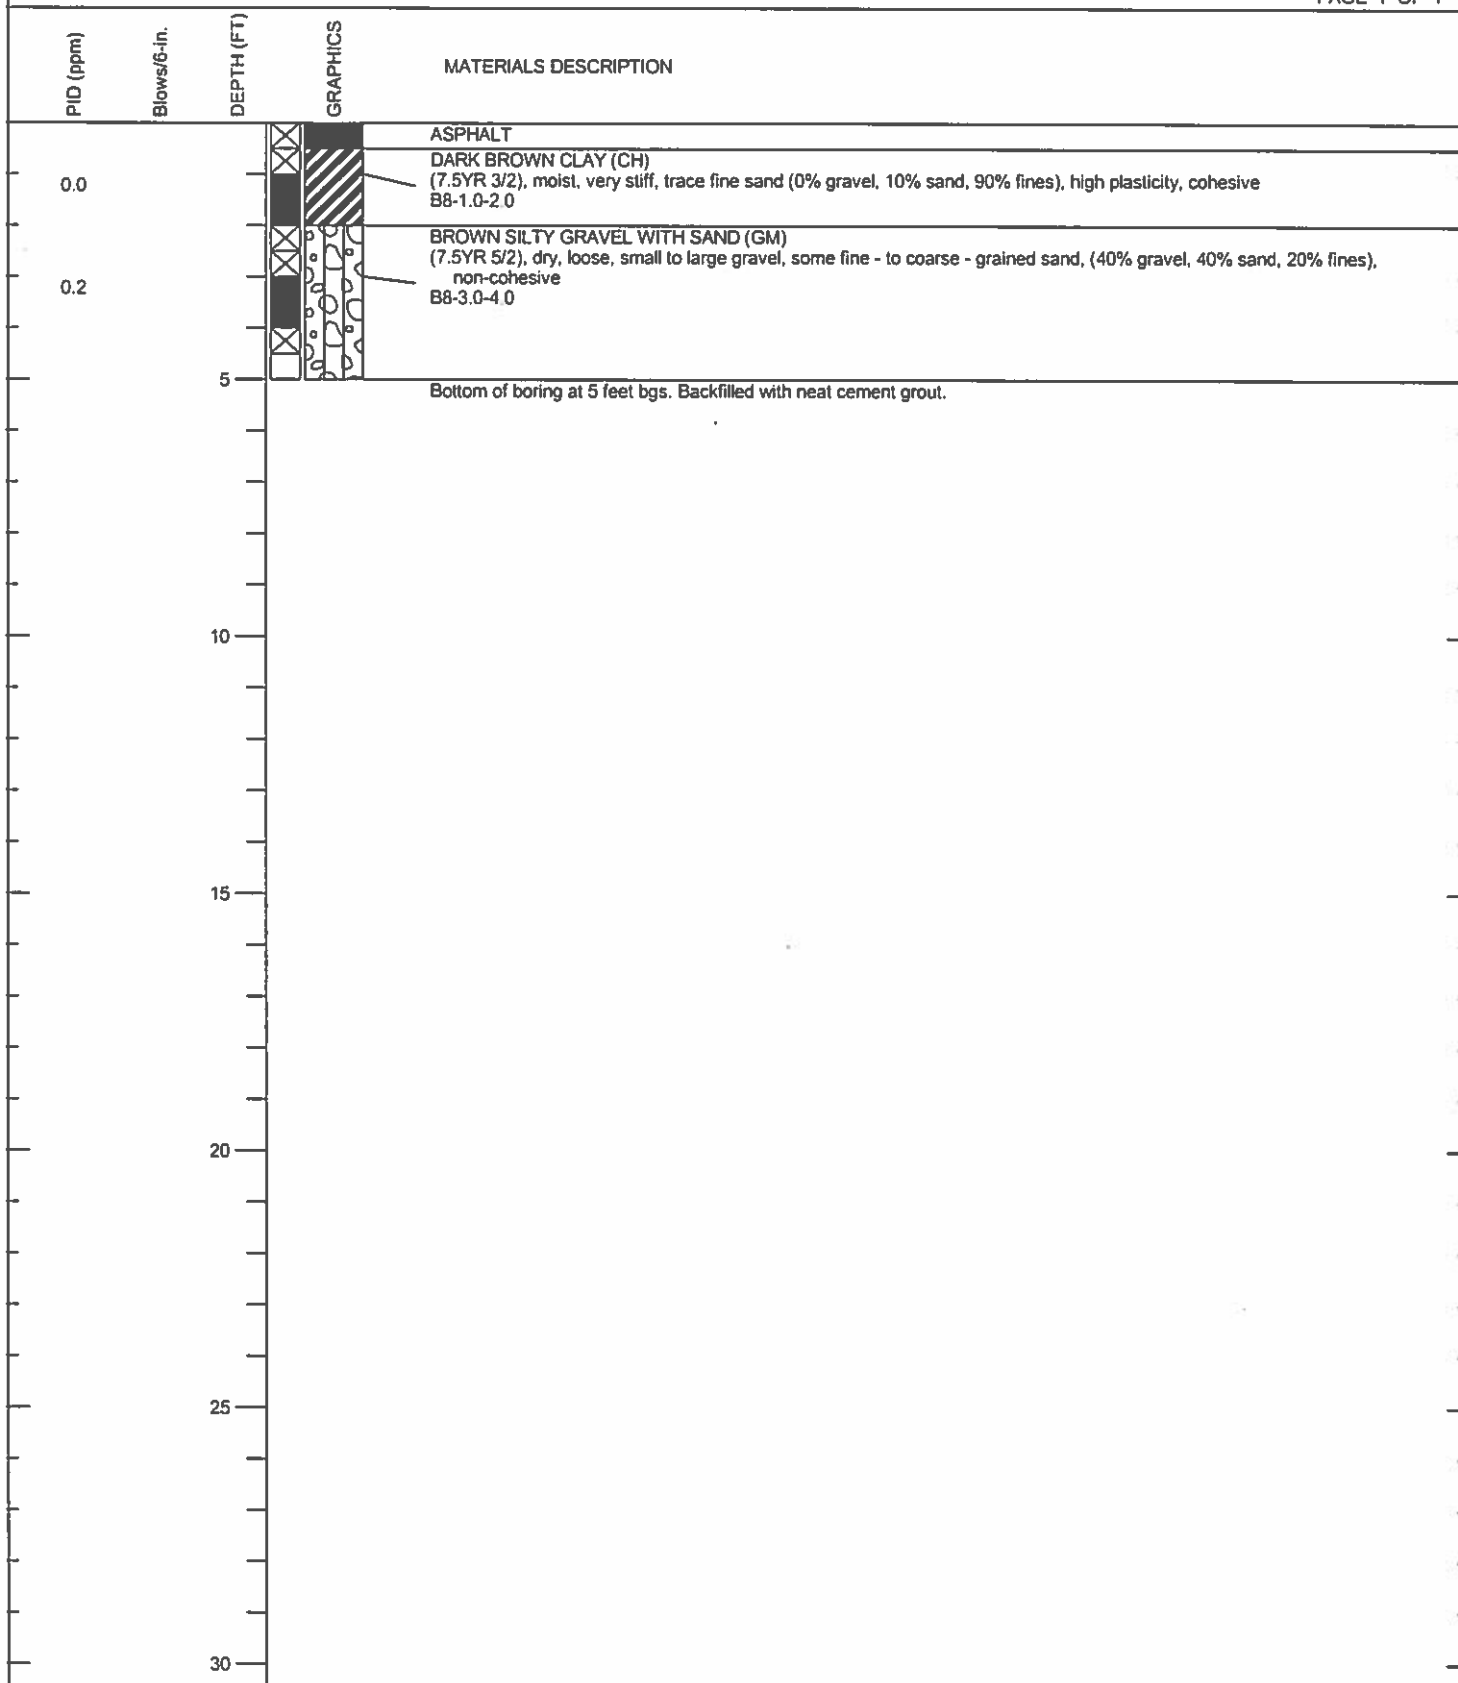 PID (ppm)
Blows/6-in.
DEPTH (FT)
GRAPHICS
MATERIALS DESCRIPTION
ASPHALT
DARK BROWN CLAY (CH)
0.0
(7.5YR 3/2), moist, very stiff, trace fine sand (0% gravel, 10% sand, 90% fines), high plasticity, cohesive
B8-1.0-2.0
BROWN SILTY GRAVEL WITH SAND (GM)
(7.5YR 5/2), dry, loose, small to large gravel, some fine - to coarse - grained sand, (40% gravel, 40% sand, 20% fines),
non-cohesive
0.2
B8-3.0-4.0
5
Bottom of boring at 5 feet bgs. Backfilled with neat cement grout.
10
15
20
25
30